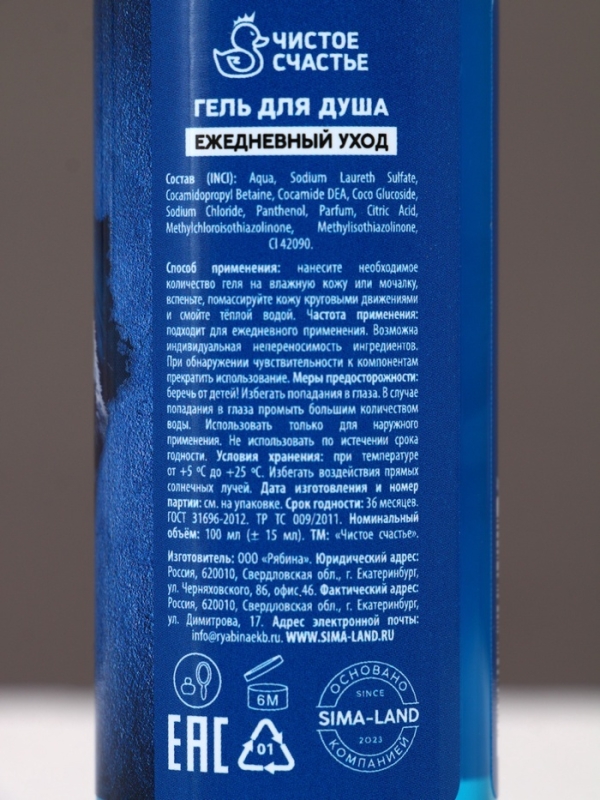 ЧИСТОЕ
СЧАСТЬЕ
ГЕЛЬ ДЛЯ ДУША
ЕЖЕДНЕВНЫЙ УХОД
Состав (INCI): Aqua, Sodium Laureth Sulfate,
Cocamidopropyl Betaine, Cocamide DEA, Coco Glucoside,
Sodium Chloride, Panthenol, Parfum, Citric Acid,
Methylchloroisothiazolinone, Methylisothiazolinone,
CI 42090.
Способ применения: нанесите необходимое
количество геля на влажную кожу или мочалку,
вспеньте, помассируйте кожу круговыми движениями
и смойте тёплой водой. Частота применения:
подходит для ежедневного применения. Возможна
индивидуальная непереносимость ингредиентов.
При обнаружении чувствительности к компонентам
прекратить использование. Меры предосторожности:
беречь от детей! Избегать попадания в глаза. В случае
попадания в глаза промыть большим количеством
воды. Использовать только для наружного
применения. Не использовать по истечении срока
годности. Условия хранения: при температуре
от +5 °С до +25 °С. Избегать воздействия прямых
солнечных лучей. Дата изготовления и номер
партии: см. на упаковке. Срок годности: 36 месяцев.
ГОСТ 31696-2012. ТР ТС 009/2011. Номинальный
объём: 100 мл (± 15 мл). ТМ: «Чистое счастье».
Изготовитель: ООО «Рябина». Юридический адрес:
Россия, 620010, Свердловская обл., г. Екатеринбург,
ул. Черняховского, 86, офис.46. Фактический адрес:
Россия, 620010, Свердловская обл., г. Екатеринбург,
ул. Димитрова, 17. Адрес электронной почты:
info@ryabinaekb.ru. WWW.SIMA-LAND.RU
6M
ОСНОВАНО
SINCE
SIMA-LAND
2023
КОМПАНИЕЙ
EAC
01